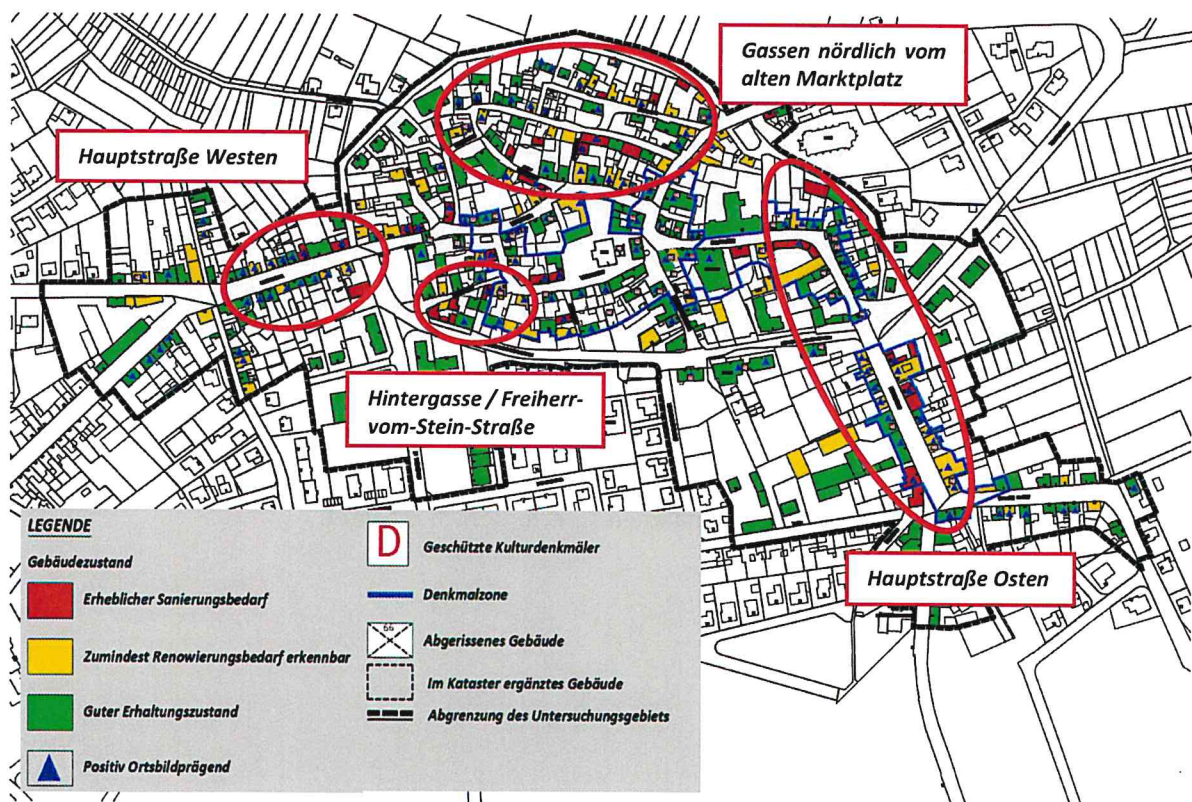 Gassen nördlich vom
alten Marktplatz
Hauptstraße Westen
Hintergasse / Freiherr-
vom-Stein-Straße
Hauptstraße Osten
LEGENDE
Gebäudezustand
Erheblicher Sanierungsbedarf
Zumindest Renowierungsbedarf erkennbar
Guter Erhaltungszustand
Positiv Ortsbildprägend
D
Geschützte Kulturdenkmäler
Denkmalzone
66
Abgerissenes Gebäude
Im Kataster ergänztes Gebäude
Abgrenzung des Untersuchungsgebiets